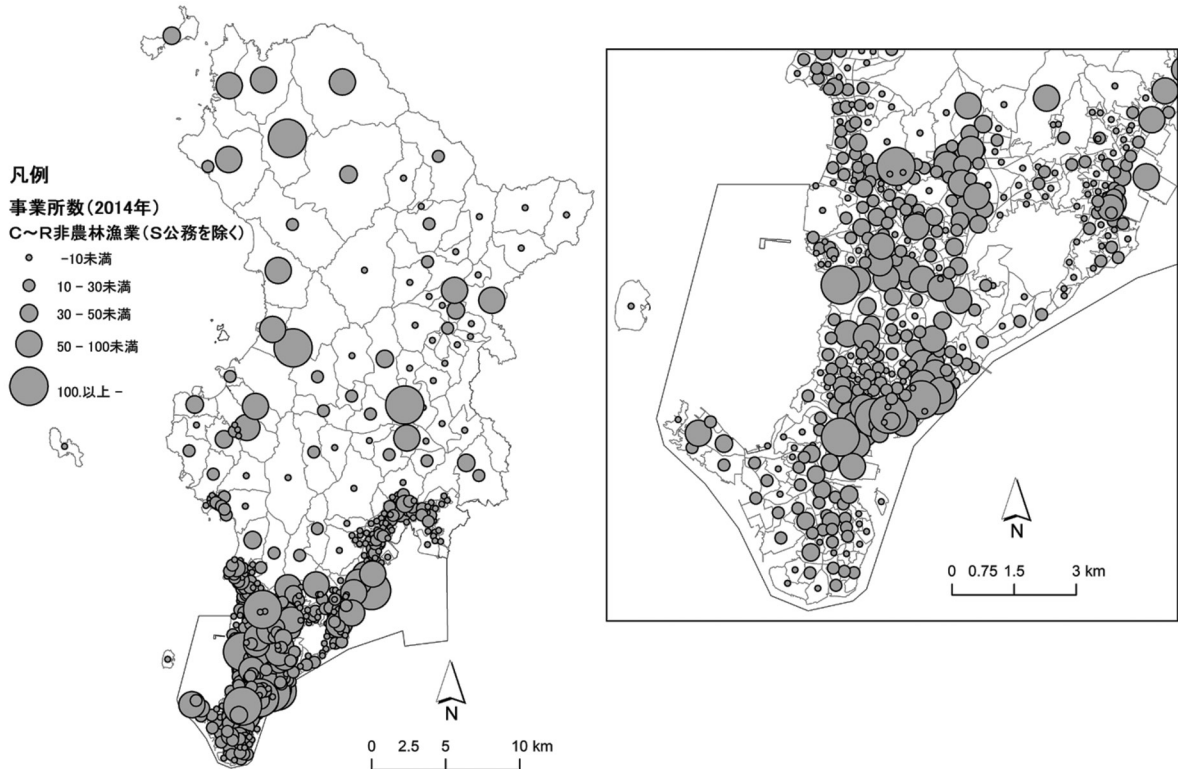 凡例
事業所数(2014年)
C～R非農林漁業(S公務を除く)
-10未満
10 - 30未満
30 - 50未満
50 - 100未満
100.以上 -
N
0 2.5 5 10 km
N
0 0.75 1.5 3 km